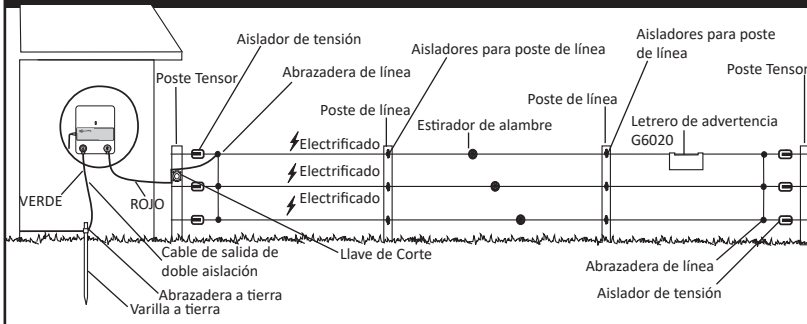 Aislador de tensión
Aisladores para poste de línea
Aisladores para poste
de línea
Poste Tensor
Abrazadera de línea
Poste de línea
Estirador de alambre
Poste de línea
Letrero de advertencia
G6020
Poste Tensor
Electrificado
Electrificado
Electrificado
VERDE
ROJO
Cable de salida de
doble aislación
Llave de Corte
Abrazadera a tierra
Varilla a tierra
Abrazadera de línea
Aislador de tensión